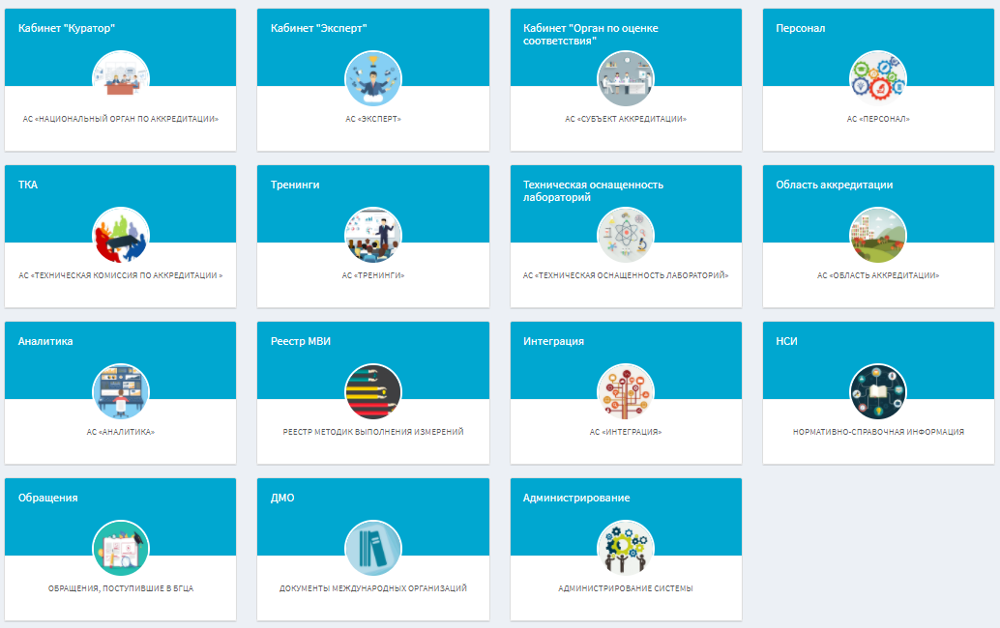 Кабинет "Куратор"
АС «НАЦИОНАЛЬНЫЙ ОРГАН ПО АККРЕДИТАЦИИ»
Кабинет "Эксперт"
АС «ЭКСПЕРТ»
Кабинет "Орган по оценке
соответствия"
АС «СУБЪЕКТ АККРЕДИТАЦИИ»
Персонал
АС «ПЕРСОНАЛ»
ТКА
АС «ТЕХНИЧЕСКАЯ КОМИССИЯ ПО АККРЕДИТАЦИИ »
Тренинги
АС «ТРЕНИНГИ»
Техническая оснащенность
лабораторий
АС «ТЕХНИЧЕСКАЯ ОСНАЩЕННОСТЬ ЛАБОРАТОРИЙ»
Область аккредитации
АС «ОБЛАСТЬ АККРЕДИТАЦИИ»
Аналитика
АС «АНАЛИТИКА»
Реестр МВИ
РЕЕСТР МЕТОДИК ВЫПОЛНЕНИЯ ИЗМЕРЕНИЙ
Интеграция
АС «ИНТЕГРАЦИЯ»
НСИ
НОРМАТИВНО-СПРАВОЧНАЯ ИНФОРМАЦИЯ
Обращения
ОБРАЩЕНИЯ, ПОСТУПИВШИЕ В БГЦА
ДМО
ДОКУМЕНТЫ МЕЖДУНАРОДНЫХ ОРГАНИЗАЦИЙ
Администрирование
АДМИНИСТРИРОВАНИЕ СИСТЕМЫ